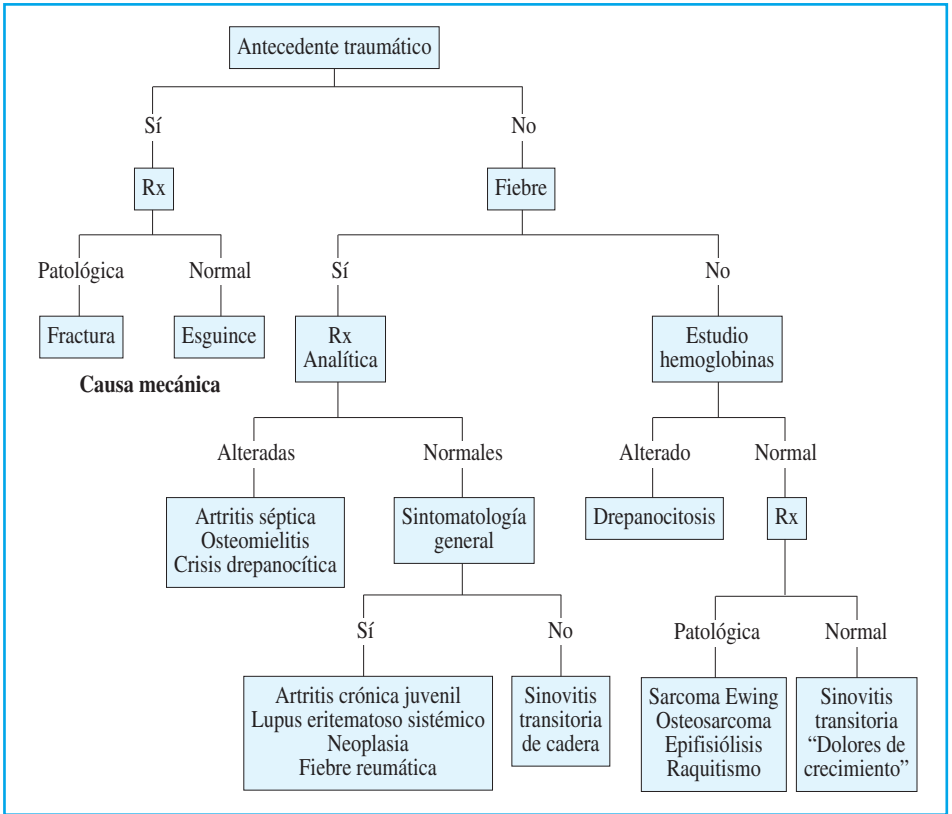 Antecedente traumático
Sí
No
Rx
Fiebre
Patológica
Normal
Sí
No
Fractura
Esguince
Rx
Analítica
Estudio
hemoglobinas
Causa mecánica
Alteradas
Normales
Alterado
Normal
Artritis séptica
Osteomielitis
Crisis drepanocítica
Sintomatología
general
Drepanocitosis
Rx
Sí
No
Patológica
Normal
Artritis crónica juvenil
Lupus eritematoso sistémico
Neoplasia
Fiebre reumática
Sinovitis
transitoria
de cadera
Sarcoma Ewing
Osteosarcoma
Epifisiólisis
Raquitismo
Sinovitis
transitoria
“Dolores de
crecimiento”